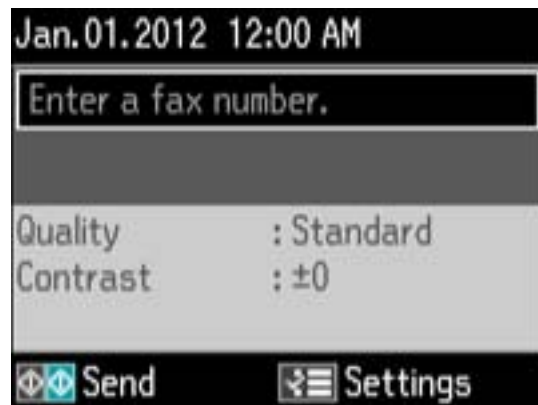 Jan.01.2012 12:00 AM
Enter a fax number.
Quality : Standard
Contrast : ±0
Send Settings